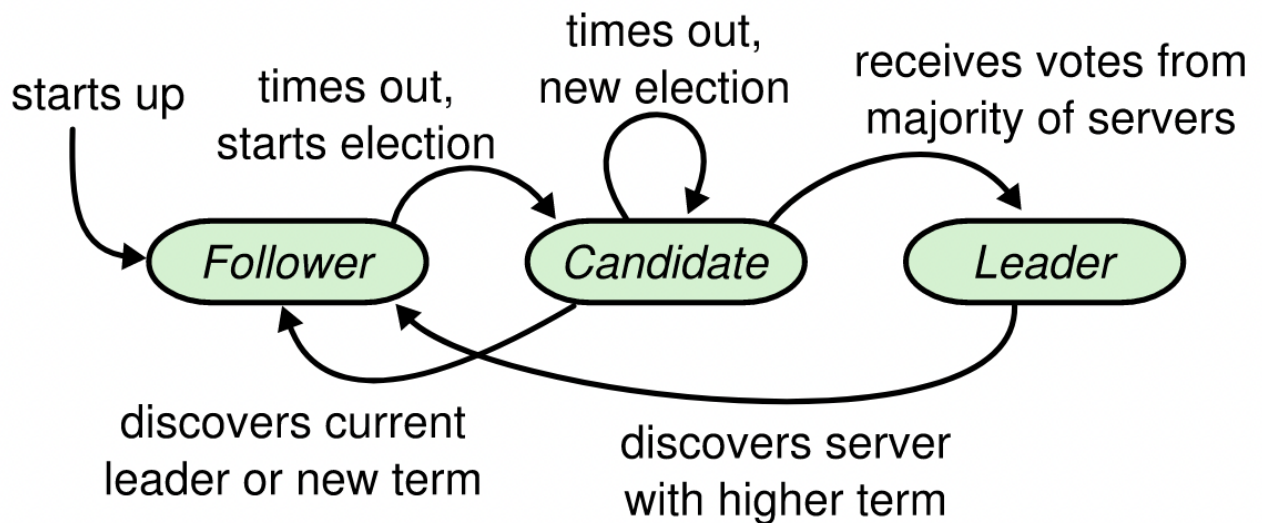 starts up
times out,
starts election
times out,
new election
receives votes from
majority of servers
Follower
Candidate
Leader
discovers current
leader or new term
discovers server
with higher term